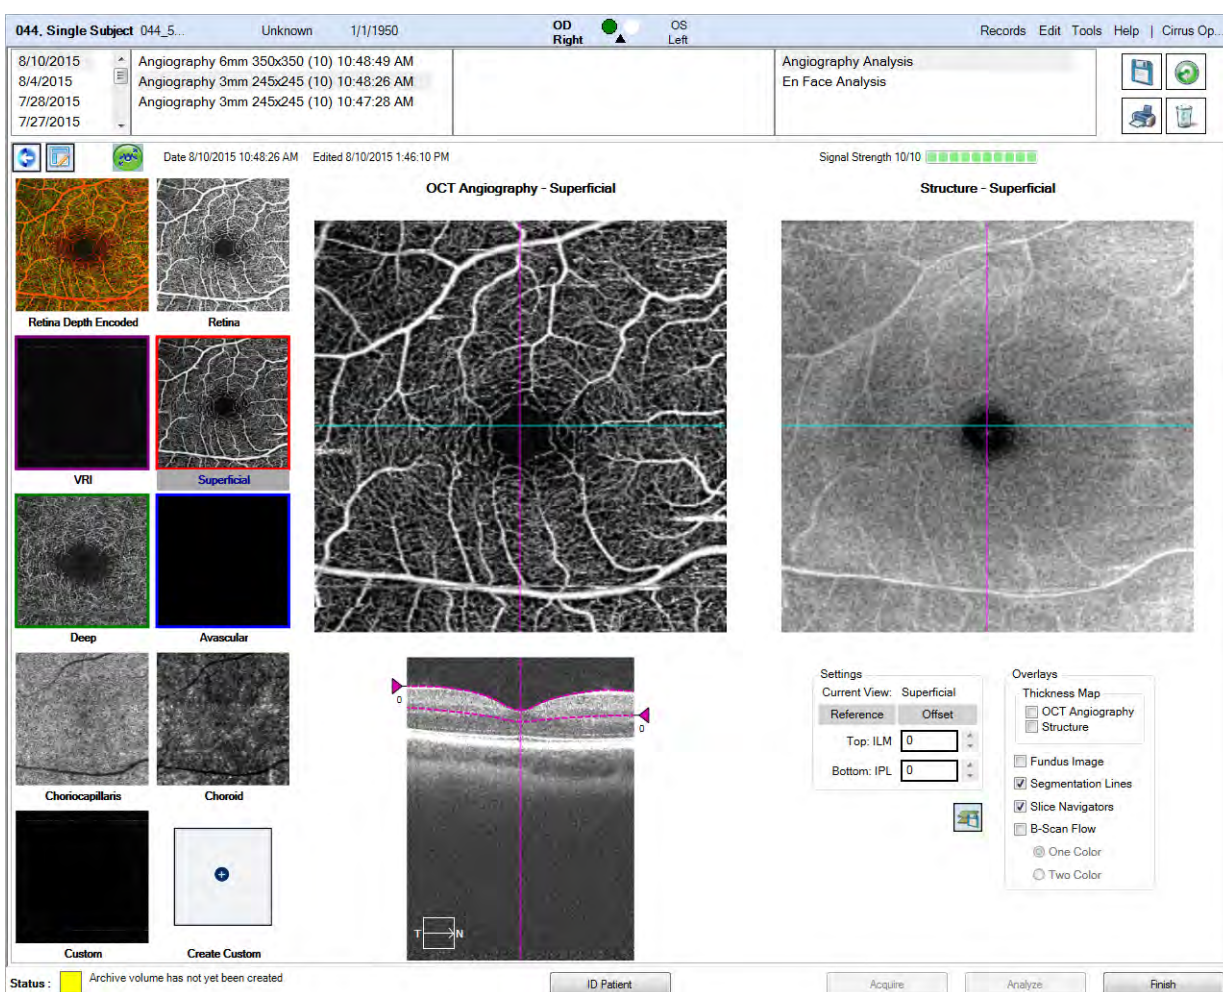 044, Single Subject 044_5... Unknown 1/1/1950 OD Right OS Left Records Edit Tools Help | Cirrus Op...
8/10/2015
8/4/2015
7/28/2015
7/27/2015
Angiography 6mm 350x350 (10) 10:48:49 AM
Angiography 3mm 245x245 (10) 10:48:26 AM
Angiography 3mm 245x245 (10) 10:47:28 AM
Angiography Analysis
En Face Analysis
Date 8/10/2015 10:48:26 AM Edited 8/10/2015 1:46:10 PM Signal Strength 10/10
OCT Angiography - Superficial
Structure - Superficial
Retina Depth Encoded
Retina
VRI
Superficial
Deep
Avascular
Choriocapillaris
Choroid
Custom
Create Custom
0
0
T N
Settings
Current View: Superficial
Reference Offset
Top: ILM 0
Bottom: IPL 0
Overlays
Thickness Map
OCT Angiography
Structure
Fundus Image
Segmentation Lines
Slice Navigators
B-Scan Flow
One Color
Two Color
Status : Archive volume has not yet been created
ID Patient
Acquire
Analyze
Finish